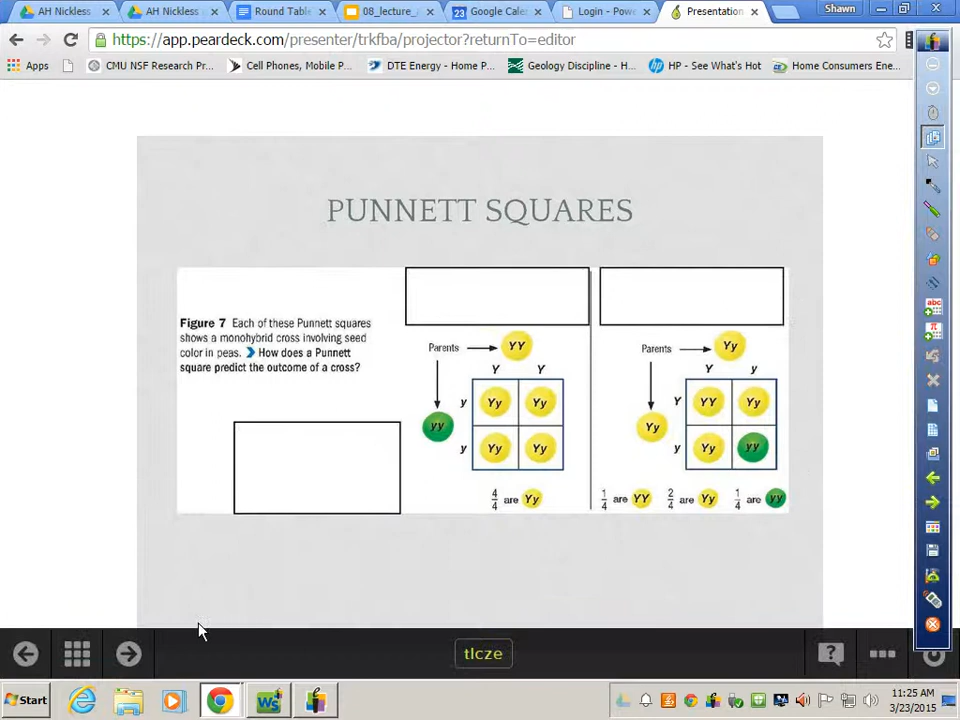 AH Nickless
AH Nickless
Round Table
08_lecture_
Google Cale
Login - Pow
Presentation
Shawn
https://app.peardeck.com/presenter/trkfba/projector?returnTo=editor
Apps
CMU NSF Research Pr...
Cell Phones, Mobile P...
DTE Energy - Home P...
Geology Discipline - H...
HP - See What's Hot
Home Consumers Ene...
PUNNETT SQUARES
Figure 7 Each of these Punnett squares
shows a monohybrid cross involving seed
color in peas. How does a Punnett
square predict the outcome of a cross?
Parents YY
Y Y
y Yy Yy
yy
y Yy Yy
4/4 are Yy
Parents Yy
Y y
Y YY Yy
Yy
y Yy yy
1/4 are YY 2/4 are Yy 1/4 are yy
abc
π
tlcze
?
Start
Ws
11:25 AM
3/23/2015